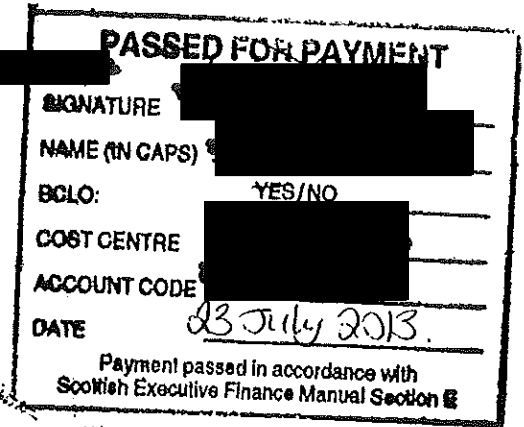 PASSED FOR PAYMENT
SIGNATURE
NAME (IN CAPS)
BCLO: YES/NO
COST CENTRE
ACCOUNT CODE
DATE 23 July 2013.
Payment passed in accordance with
Scottish Executive Finance Manual Section